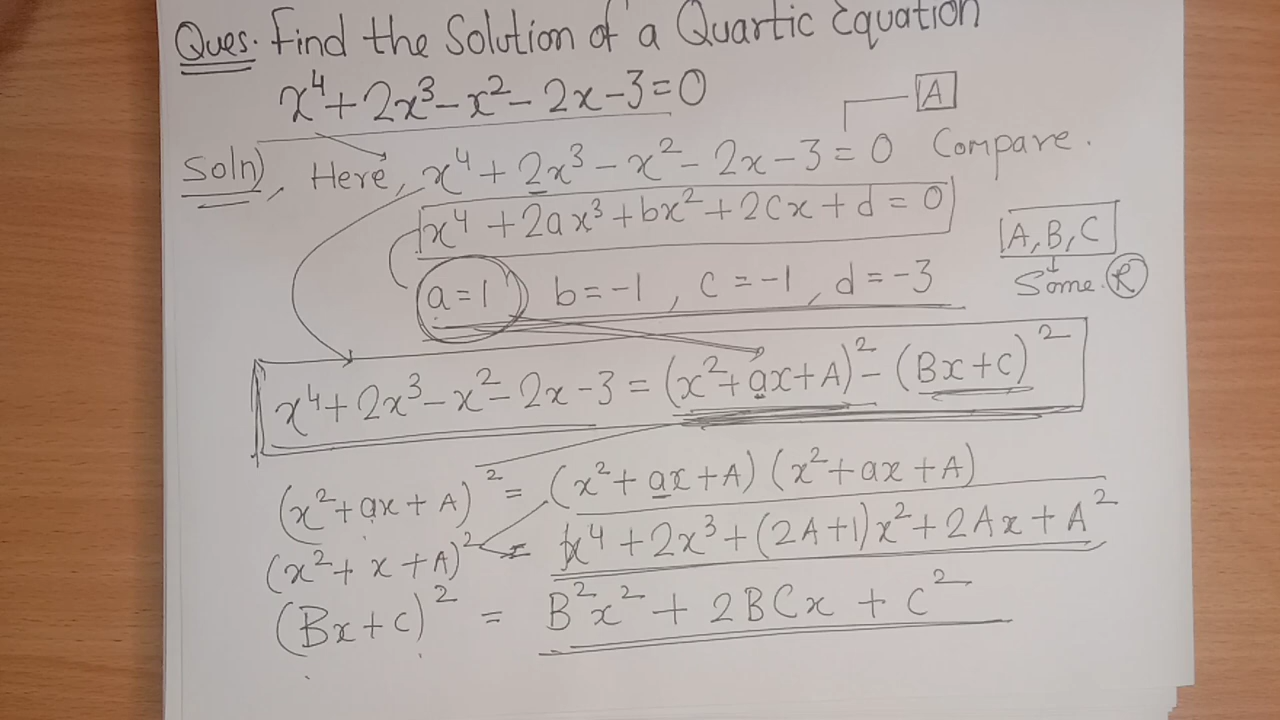 Ques. Find the Solution of a Quartic Equation
x⁴+2x³-x²-2x-3=0
A
Soln), Here, x⁴+2x³-x²-2x-3=0 Compare.
x⁴+2ax³+bx²+2Cx+d=0
A,B,C
Some (R)
a=1 b=-1, c=-1, d=-3
x⁴+2x³-x²-2x-3=(x²+ax+A)²-(Bx+C)²
(x²+ax+A)²=(x²+ax+A)(x²+ax+A)
(x²+x+A)²=x⁴+2x³+(2A+1)x²+2Ax+A²
(Bx+C)²=B²x²+2BCx+C²